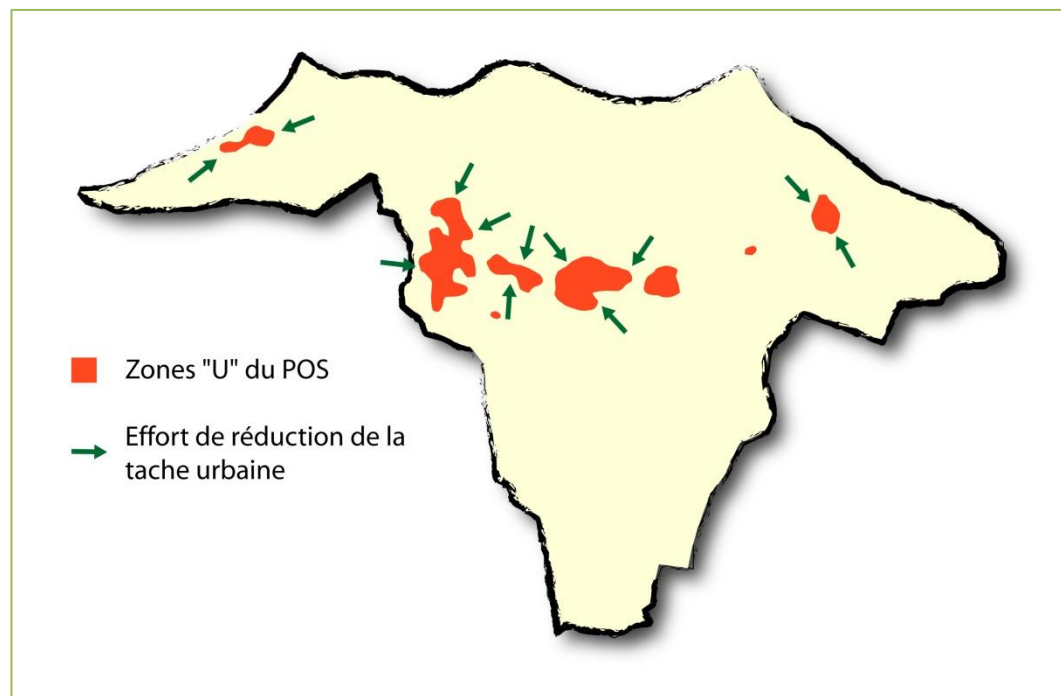 Zones "U" du POS
Effort de réduction de la
tache urbaine